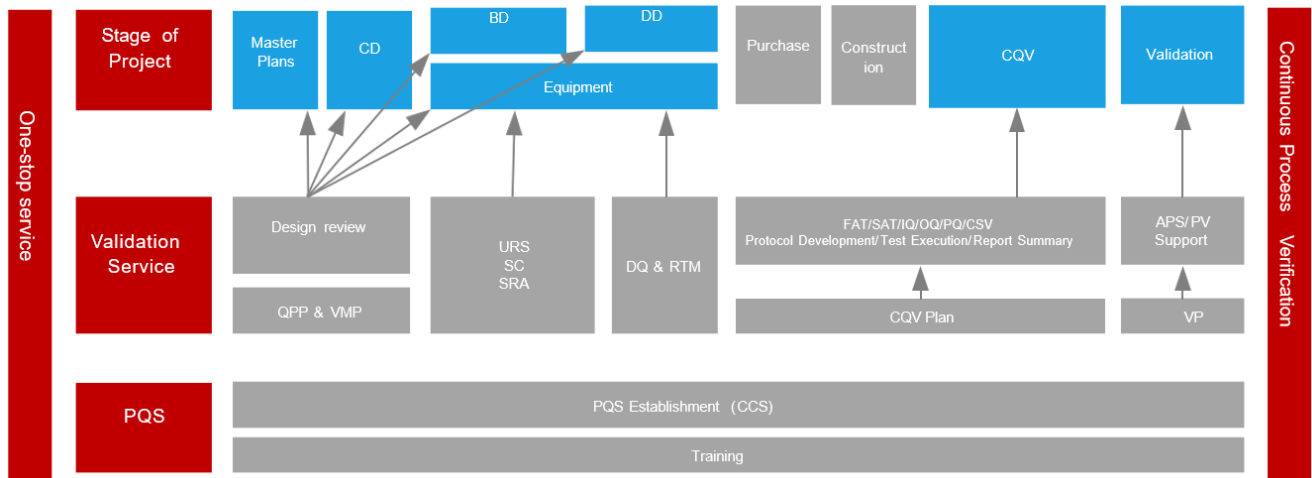 One-stop service
Stage of
Project
Master
Plans
CD
BD
DD
Equipment
Purchase
Construct
ion
CQV
Validation
Validation
Service
Design review
QPP & VMP
URS
SC
SRA
DQ & RTM
FAT/SAT/IQ/OQ/PQ/CSV
Protocol Development/Test Execution/Report Summary
CQV Plan
APS/PV
Support
VP
PQS
PQS Establishment (CCS)
Training
Continuous Process Verification